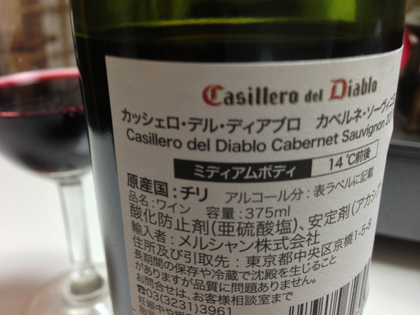 Casillero del Diablo
カッシェロ・デル・ディアブロ カベルネ・ソーヴィニ
Casillero del Diablo Cabernet Sauvignon
ミディアムボディ 14℃前後
原産国:チリ アルコール分:表ラベルに記載
品名:ワイン 容量:375ml
酸化防止剤(亜硫酸塩)、安定剤(アカシア
輸入者:メルシャン株式会社
住所及び引取先:東京都中央区京橋1-5-8
長期間の保存や冷蔵で沈殿を生じること
がありますが品質に問題ありません。
お問合せは、お客様相談室まで
☎03(3231)3961